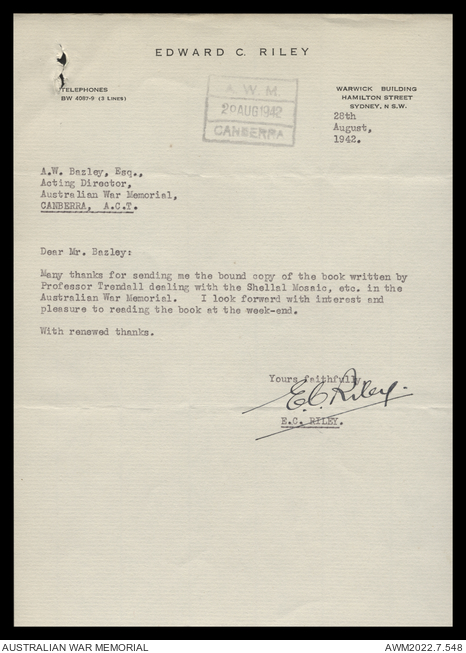 EDWARD C. RILEY
TELEPHONES
BW 4087-9 (3 LINES)
A.W.M.
29 AUG 1942
CANBERRA
WARWICK BUILDING
HAMILTON STREET
SYDNEY, N S.W.
28th
August,
1942.
A.W. Bazley, Esq.,
Acting Director,
Australian War Memorial,
CANBERRA, A.C.T.
Dear Mr. Bazley:
Many thanks for sending me the bound copy of the book written by
Professor Trendall dealing with the Shellal Mosaic, etc. in the
Australian War Memorial. I look forward with interest and
pleasure to reading the book at the week-end.
With renewed thanks.
Yours faithfully,
E.C. Riley.
E.C. RILEY.
AUSTRALIAN WAR MEMORIAL
AWM2022.7.548